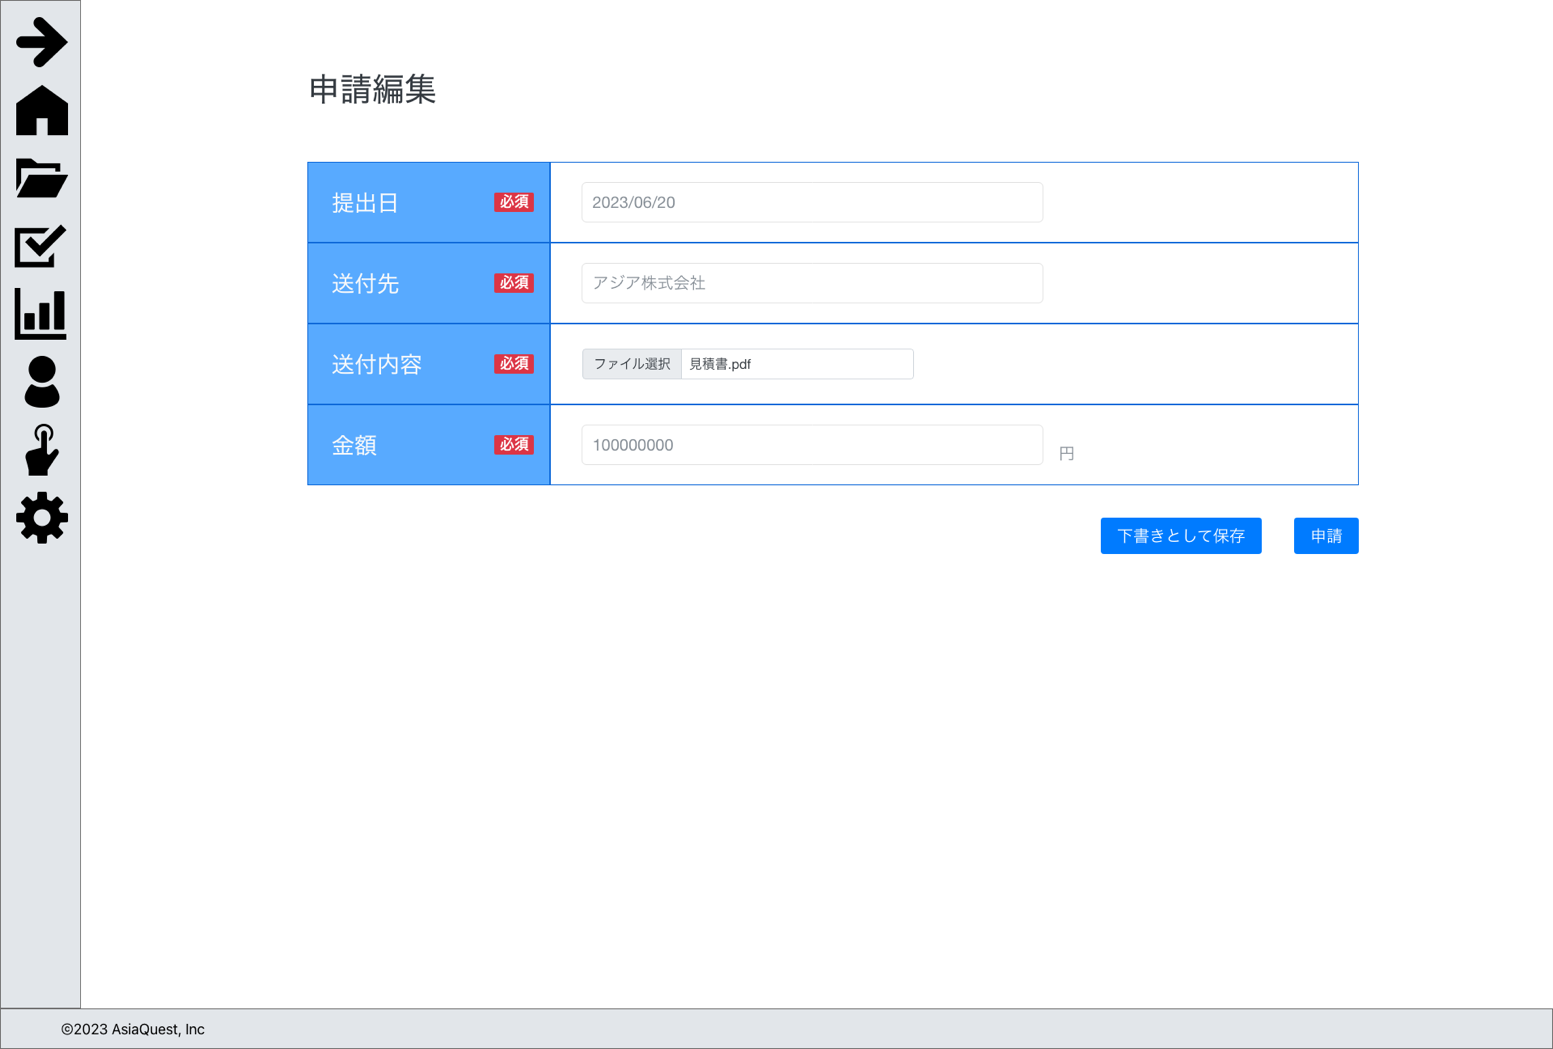 申請編集
提出日 必須 2023/06/20
送付先 必須 アジア株式会社
送付内容 必須 ファイル選択 見積書.pdf
金額 必須 100000000 円
下書きとして保存 申請
©2023 AsiaQuest, Inc